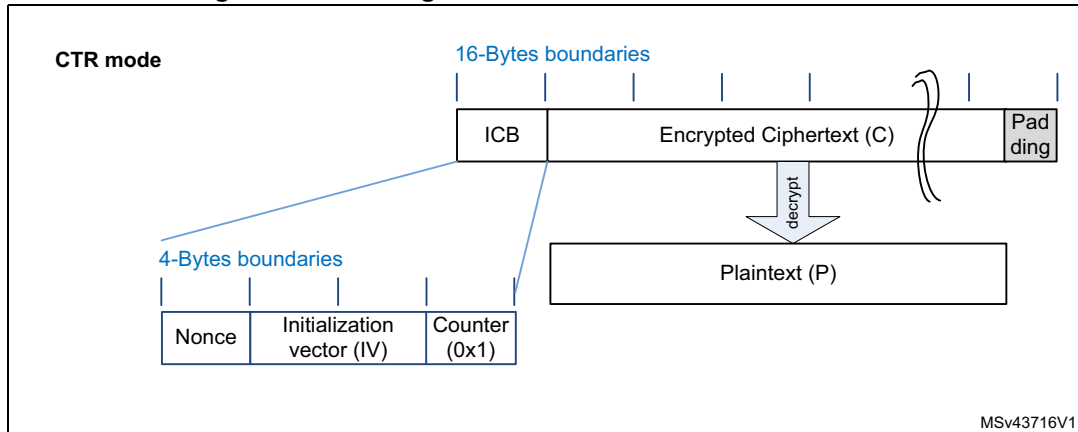 CTR mode
16-Bytes boundaries
ICB
Encrypted Ciphertext (C)
Pad
ding
decrypt
4-Bytes boundaries
Plaintext (P)
Nonce
Initialization
vector (IV)
Counter
(0x1)
MSv43716V1